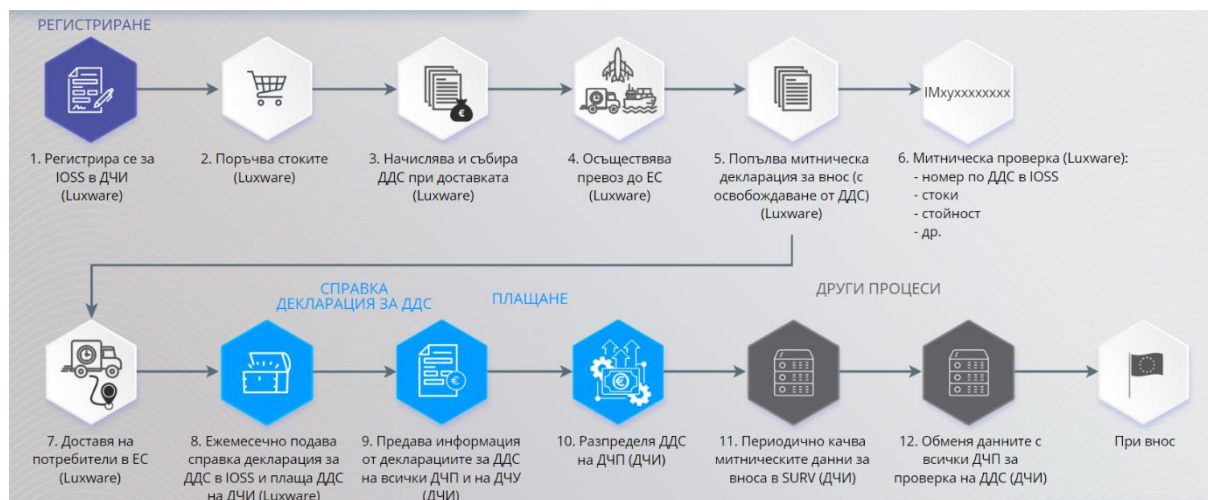 РЕГИСТРИРАНЕ
IMxyxxxxxxxx
1. Регистрира се за
IOSS в ДЧИ
(Luxware)
2. Поръчва стоките
(Luxware)
3. Начислява и събира
ДДС при доставката
(Luxware)
4. Осъществява
превоз до ЕС
(Luxware)
5. Попълва митническа
декларация за внос (с
освобождаване от ДДС)
(Luxware)
6. Митническа проверка (Luxware):
- номер по ДДС в IOSS
- стоки
- стойност
- др.
СПРАВКА
ДЕКЛАРАЦИЯ ЗА ДДС
ПЛАЩАНЕ
ДРУГИ ПРОЦЕСИ
7. Доставя на
потребители в ЕС
(Luxware)
8. Ежемесечно подава
справка декларация за
ДДС в IOSS и плаща ДДС
на ДЧИ (Luxware)
9. Предава информация
от декларациите за ДДС
на всички ДЧП и на ДЧУ
(ДЧИ)
10. Разпределя ДДС
на ДЧП (ДЧИ)
11. Периодично качва
митническите данни за
вноса в SURV (ДЧИ)
12. Обменя данните с
всички ДЧП за
проверка на ДДС (ДЧИ)
При внос